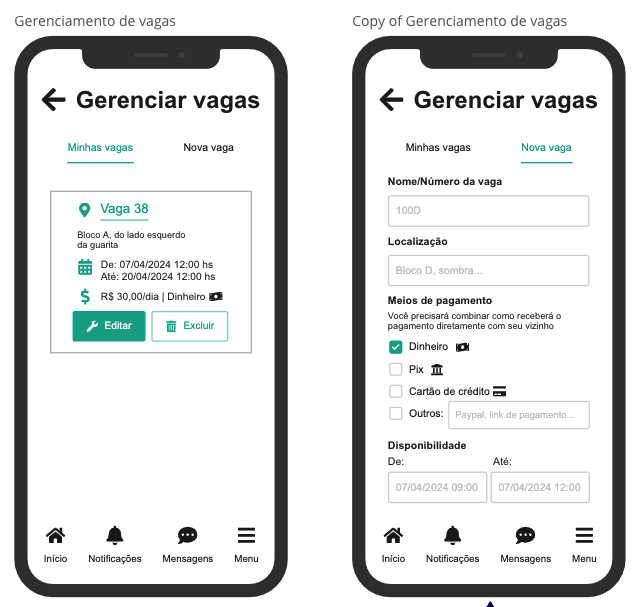 Gerenciamento de vagas
Gerenciar vagas
Minhas vagas
Nova vaga
Vaga 38
Bloco A, do lado esquerdo
da guarita
De: 07/04/2024 12:00 hs
Até: 20/04/2024 12:00 hs
R$ 30,00/dia | Dinheiro
Editar
Excluir
Início
Notificações
Mensagens
Menu
Copy of Gerenciamento de vagas
Gerenciar vagas
Minhas vagas
Nova vaga
Nome/Número da vaga
100D
Localização
Bloco D, sombra...
Meios de pagamento
Você precisará combinar como receberá o
pagamento diretamente com seu vizinho
Dinheiro
Pix
Cartão de crédito
Outros:
Paypal, link de pagamento...
Disponibilidade
De:
Até:
07/04/2024 09:00
07/04/2024 12:00
Início
Notificações
Mensagens
Menu